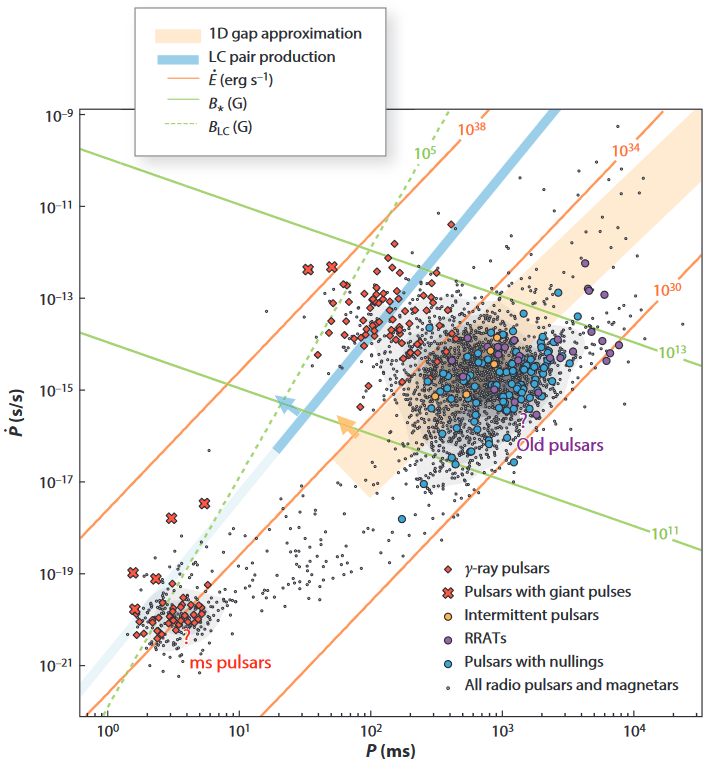 1D gap approximation
LC pair production
Ė (erg s⁻¹)
B⋆ (G)
B_LC (G)
10⁻⁹
10⁻¹¹
10⁻¹³
10⁻¹⁵
10⁻¹⁷
10⁻¹⁹
10⁻²¹
Ṗ (s/s)
10⁵
10³⁸
10³⁴
10³⁰
10¹³
10¹¹
?
Old pulsars
?
ms pulsars
γ-ray pulsars
Pulsars with giant pulses
Intermittent pulsars
RRATs
Pulsars with nullings
All radio pulsars and magnetars
10⁰ 10¹ 10² 10³ 10⁴
P (ms)